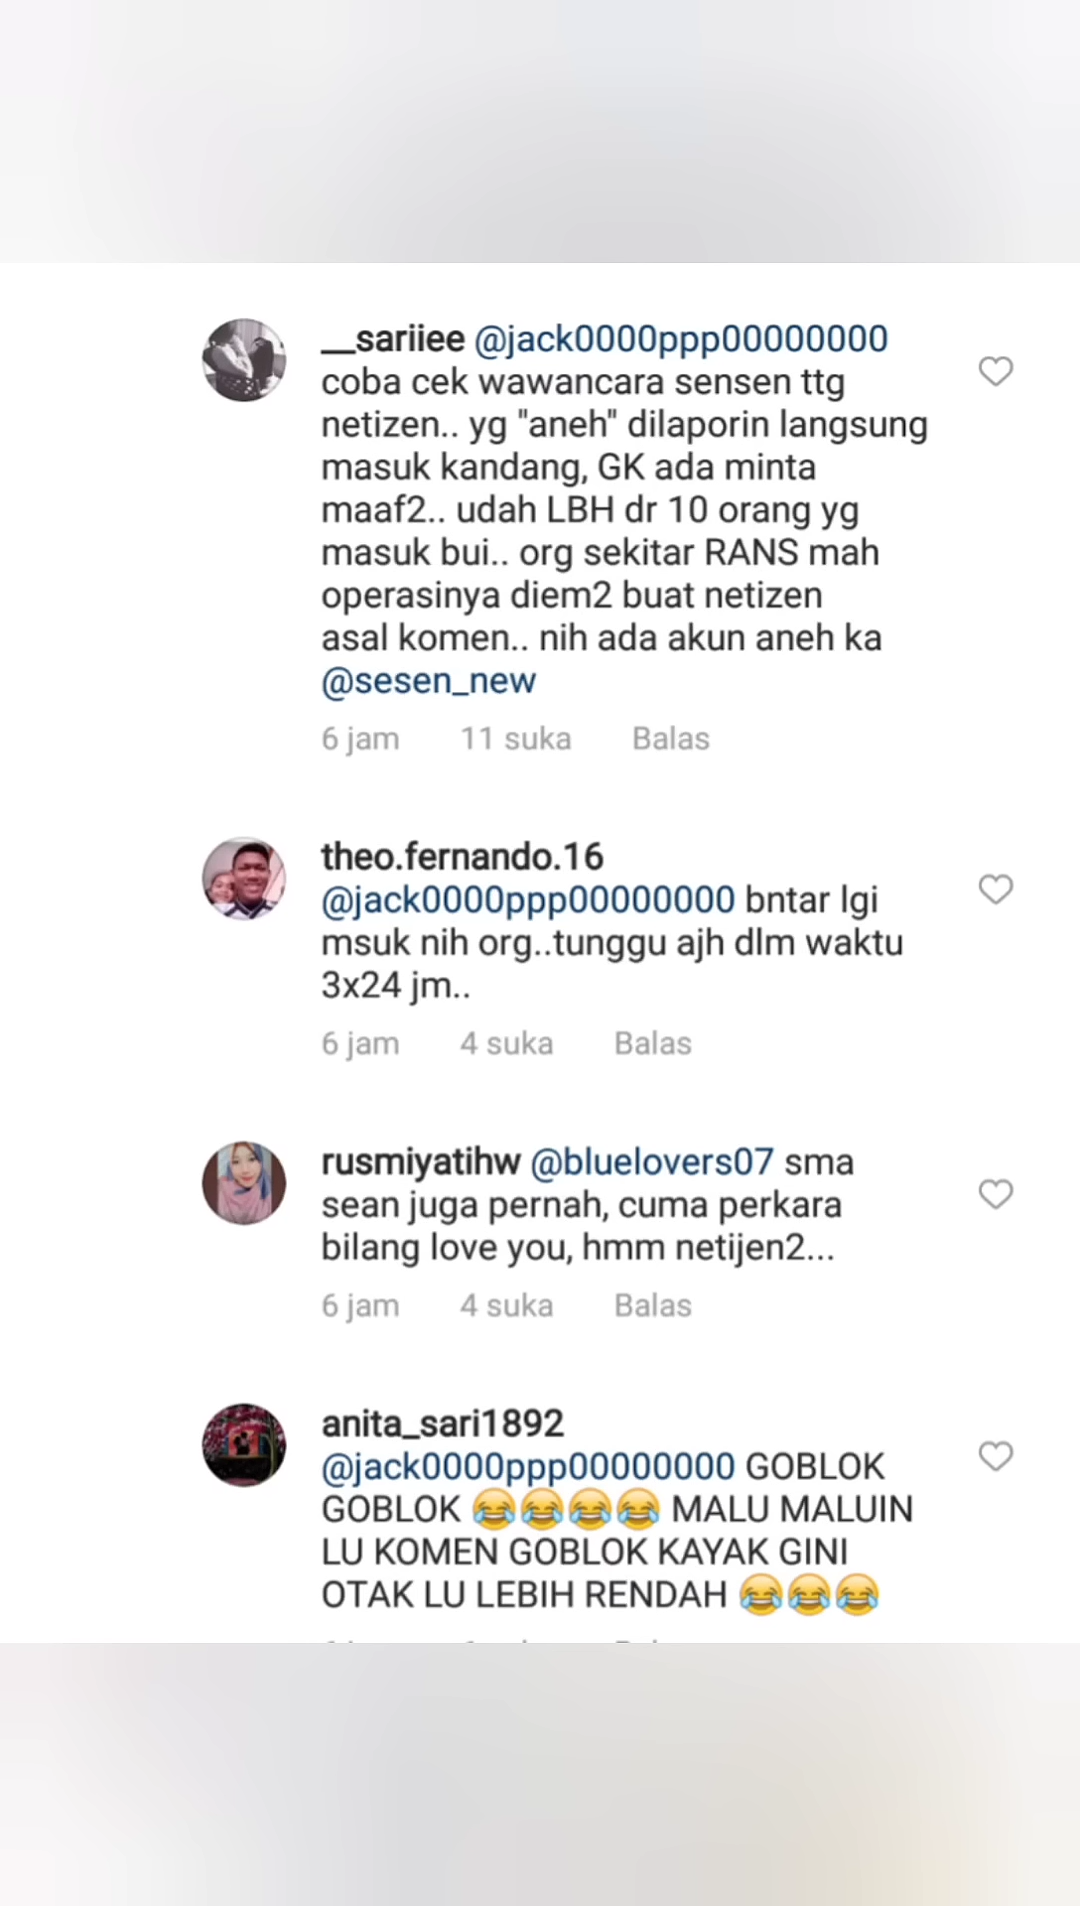 __sariiee @jack0000ppp00000000
coba cek wawancara sensen ttg
netizen.. yg "aneh" dilaporin langsung
masuk kandang, GK ada minta
maaf2.. udah LBH dr 10 orang yg
masuk bui.. org sekitar RANS mah
operasinya diem2 buat netizen
asal komen.. nih ada akun aneh ka
@sesen_new
6 jam 11 suka Balas
theo.fernando.16
@jack0000ppp00000000 bntar lgi
msuk nih org..tunggu ajh dlm waktu
3x24 jm..
6 jam 4 suka Balas
rusmiyatihw @bluelovers07 sma
sean juga pernah, cuma perkara
bilang love you, hmm netijen2...
6 jam 4 suka Balas
anita_sari1892
@jack0000ppp00000000 GOBLOK
GOBLOK 😂😂😂😂 MALU MALUIN
LU KOMEN GOBLOK KAYAK GINI
OTAK LU LEBIH RENDAH 😂😂😂